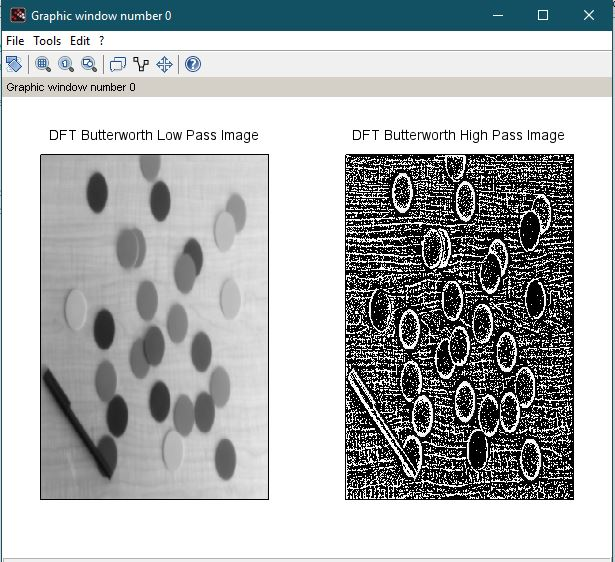 Graphic window number 0
File Tools Edit ?
Graphic window number 0
DFT Butterworth Low Pass Image
DFT Butterworth High Pass Image